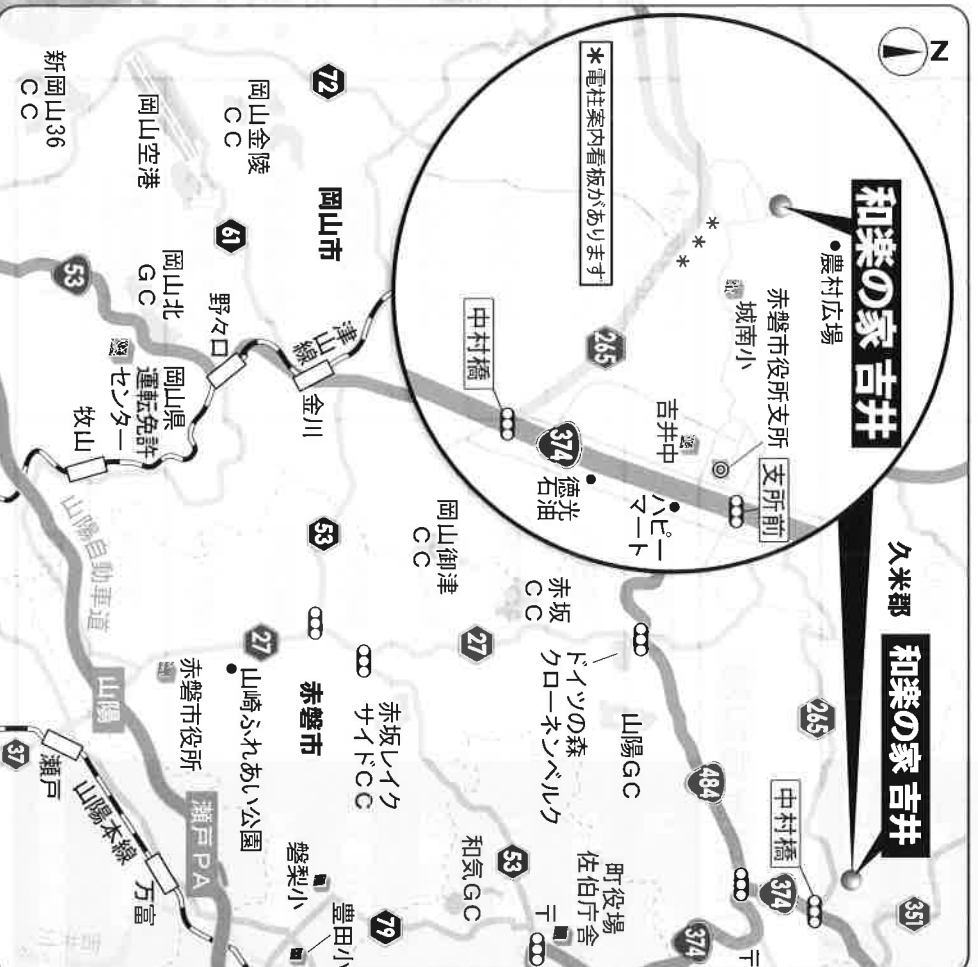 N
和楽の家 吉井
農村広場
*電柱案内看板があります
***
城南小
赤磐市役所支所
支所前
吉井中
265
中村橋
374
徳光
石油
ハピー
マート
久米郡
和楽の家 吉井
265
351
中村橋
374
484
山陽GC
ドイツの森
クローネンベルク
赤坂
CC
岡山御津
CC
27
53
374
〒
町役場
佐伯庁舎
〒
53
和気GC
79
豊田小
磐梨小
赤坂レイク
サイドCC
赤磐市
27
山崎ふれあい公園
赤磐市役所
山陽
瀬戸PA
山陽自動車道
瀬戸
37
山陽本線
万富
吉井川
72
岡山市
岡山金陵
CC
岡山空港
新岡山36
CC
61
津山線
金川
野々口
岡山北
GC
53
岡山県
運転免許
センター
牧山